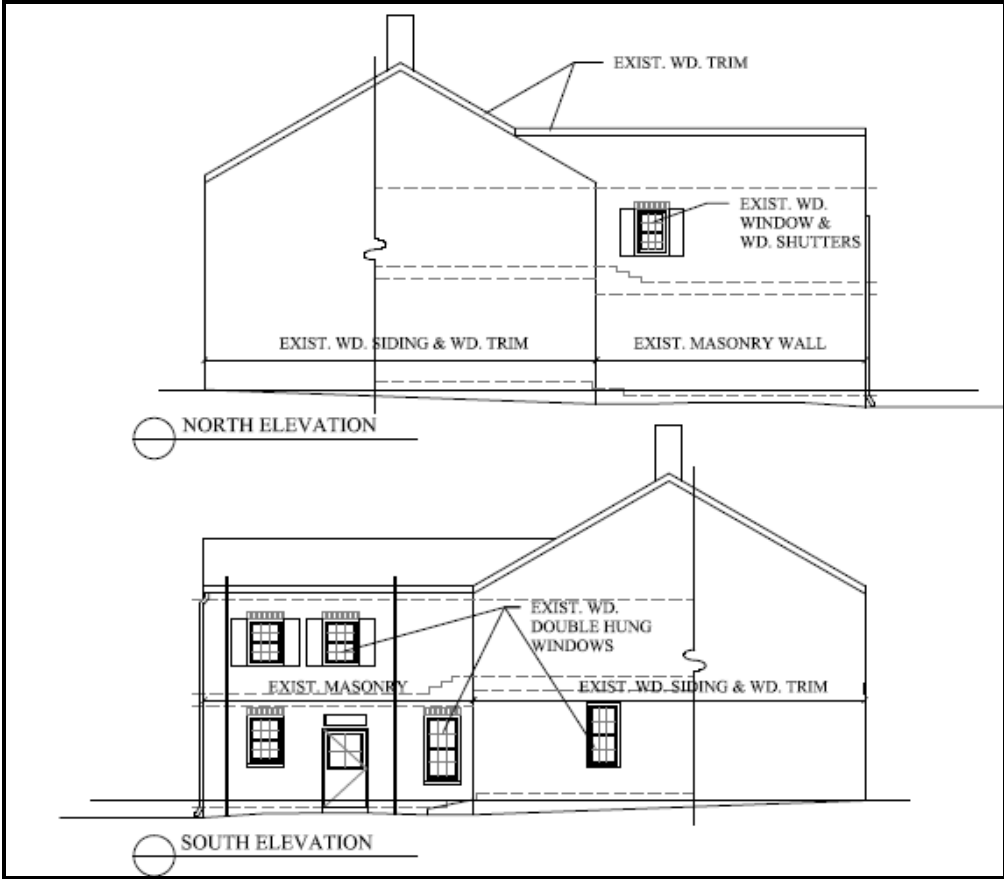 EXIST. WD. TRIM
EXIST. WD.
WINDOW &
WD. SHUTTERS
EXIST. WD. SIDING & WD. TRIM
EXIST. MASONRY WALL
NORTH ELEVATION
EXIST. WD.
DOUBLE HUNG
WINDOWS
EXIST. MASONRY
EXIST. WD. SIDING & WD. TRIM
SOUTH ELEVATION